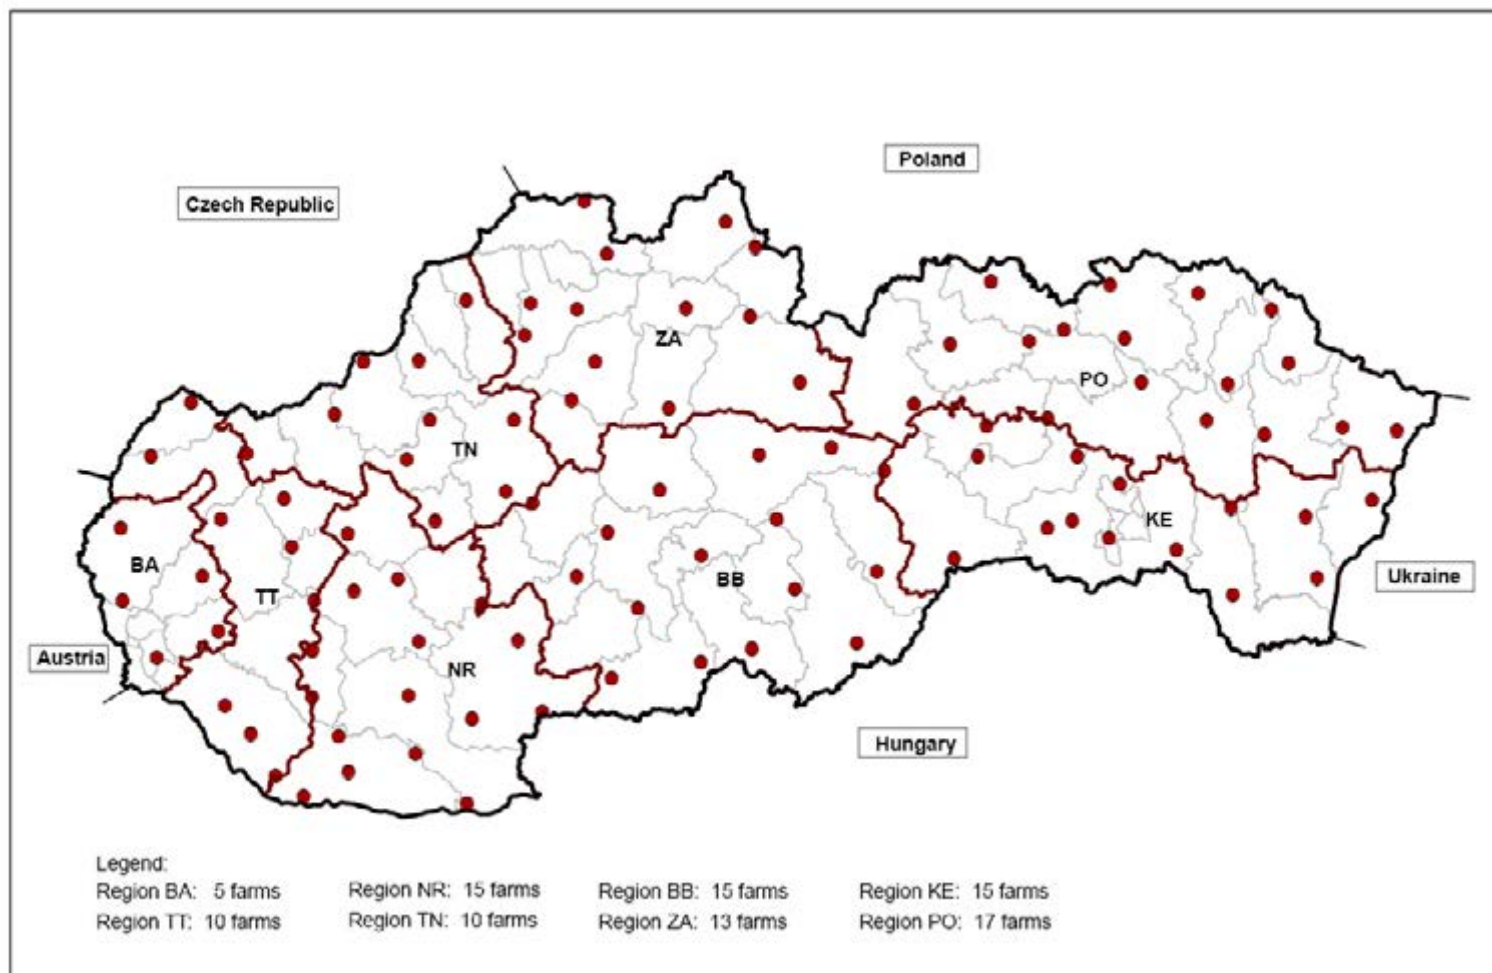 Poland
Czech Republic
ZA
PO
TN
KE
BA
BB
TT
Ukraine
Austria
NR
Hungary
Legend:
Region BA: 5 farms
Region NR: 15 farms
Region BB: 15 farms
Region KE: 15 farms
Region TT: 10 farms
Region TN: 10 farms
Region ZA: 13 farms
Region PO: 17 farms